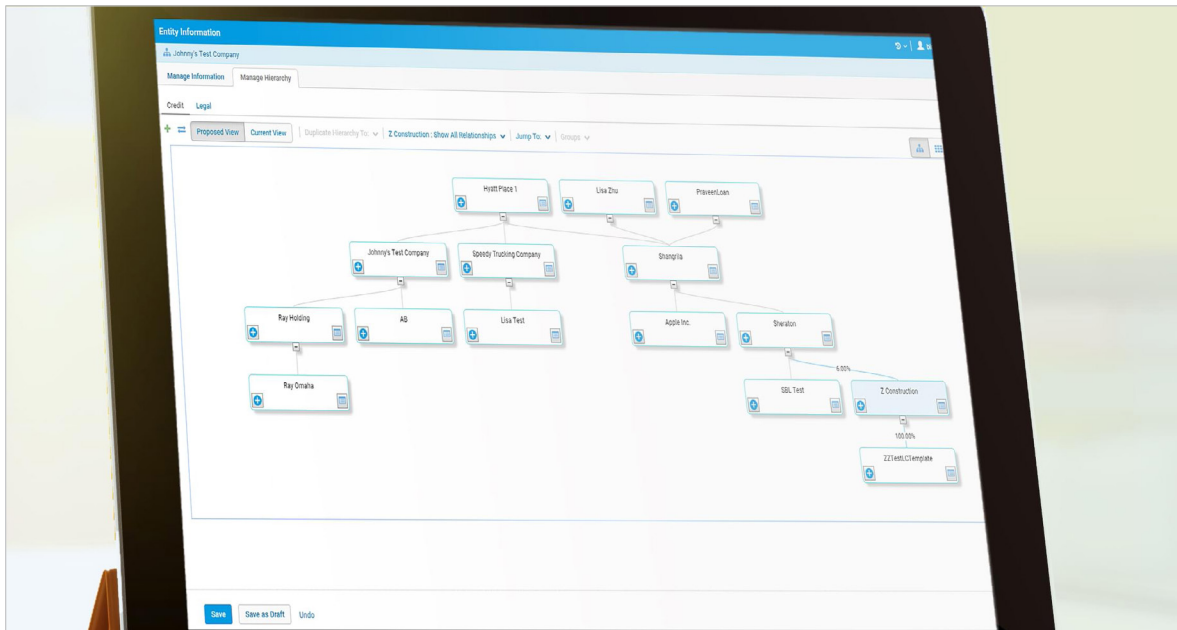 Entity Information
Johnny's Test Company
Manage Information Manage Hierarchy
Credit Legal
Proposed View Current View Duplicate Hierarchy To: Z Construction : Show All Relationships Jump To: Groups
Hyatt Place 1 Lisa Zhu PraveenLoan
Johnny's Test Company Speedy Trucking Company Shangrila
Ray Holding AB Lisa Test Apple Inc. Sheraton
6.00%
Ray Omaha SBL Test Z Construction
100.00%
ZZTestLCTemplate
Save Save as Draft Undo